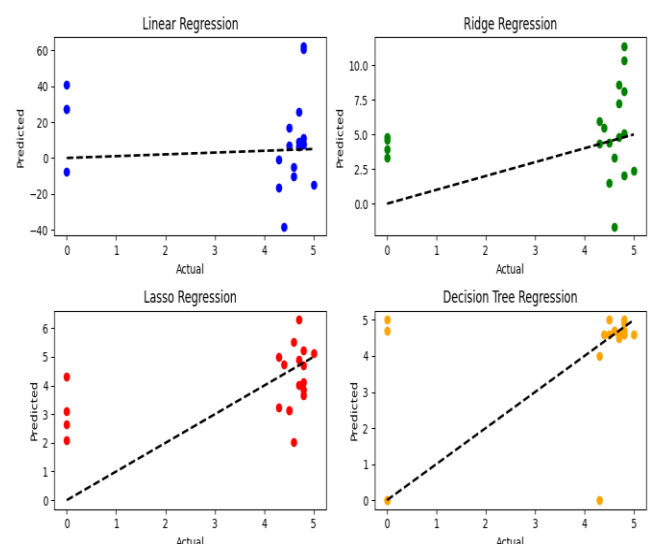 Linear Regression
Predicted
60
40
20
0
−20
−40
0 1 2 3 4 5
Actual
Ridge Regression
Predicted
10.0
7.5
5.0
2.5
0.0
0 1 2 3 4 5
Actual
Lasso Regression
Predicted
6
5
4
3
2
1
0
0 1 2 3 4 5
Actual
Decision Tree Regression
Predicted
5
4
3
2
1
0
0 1 2 3 4 5
Actual